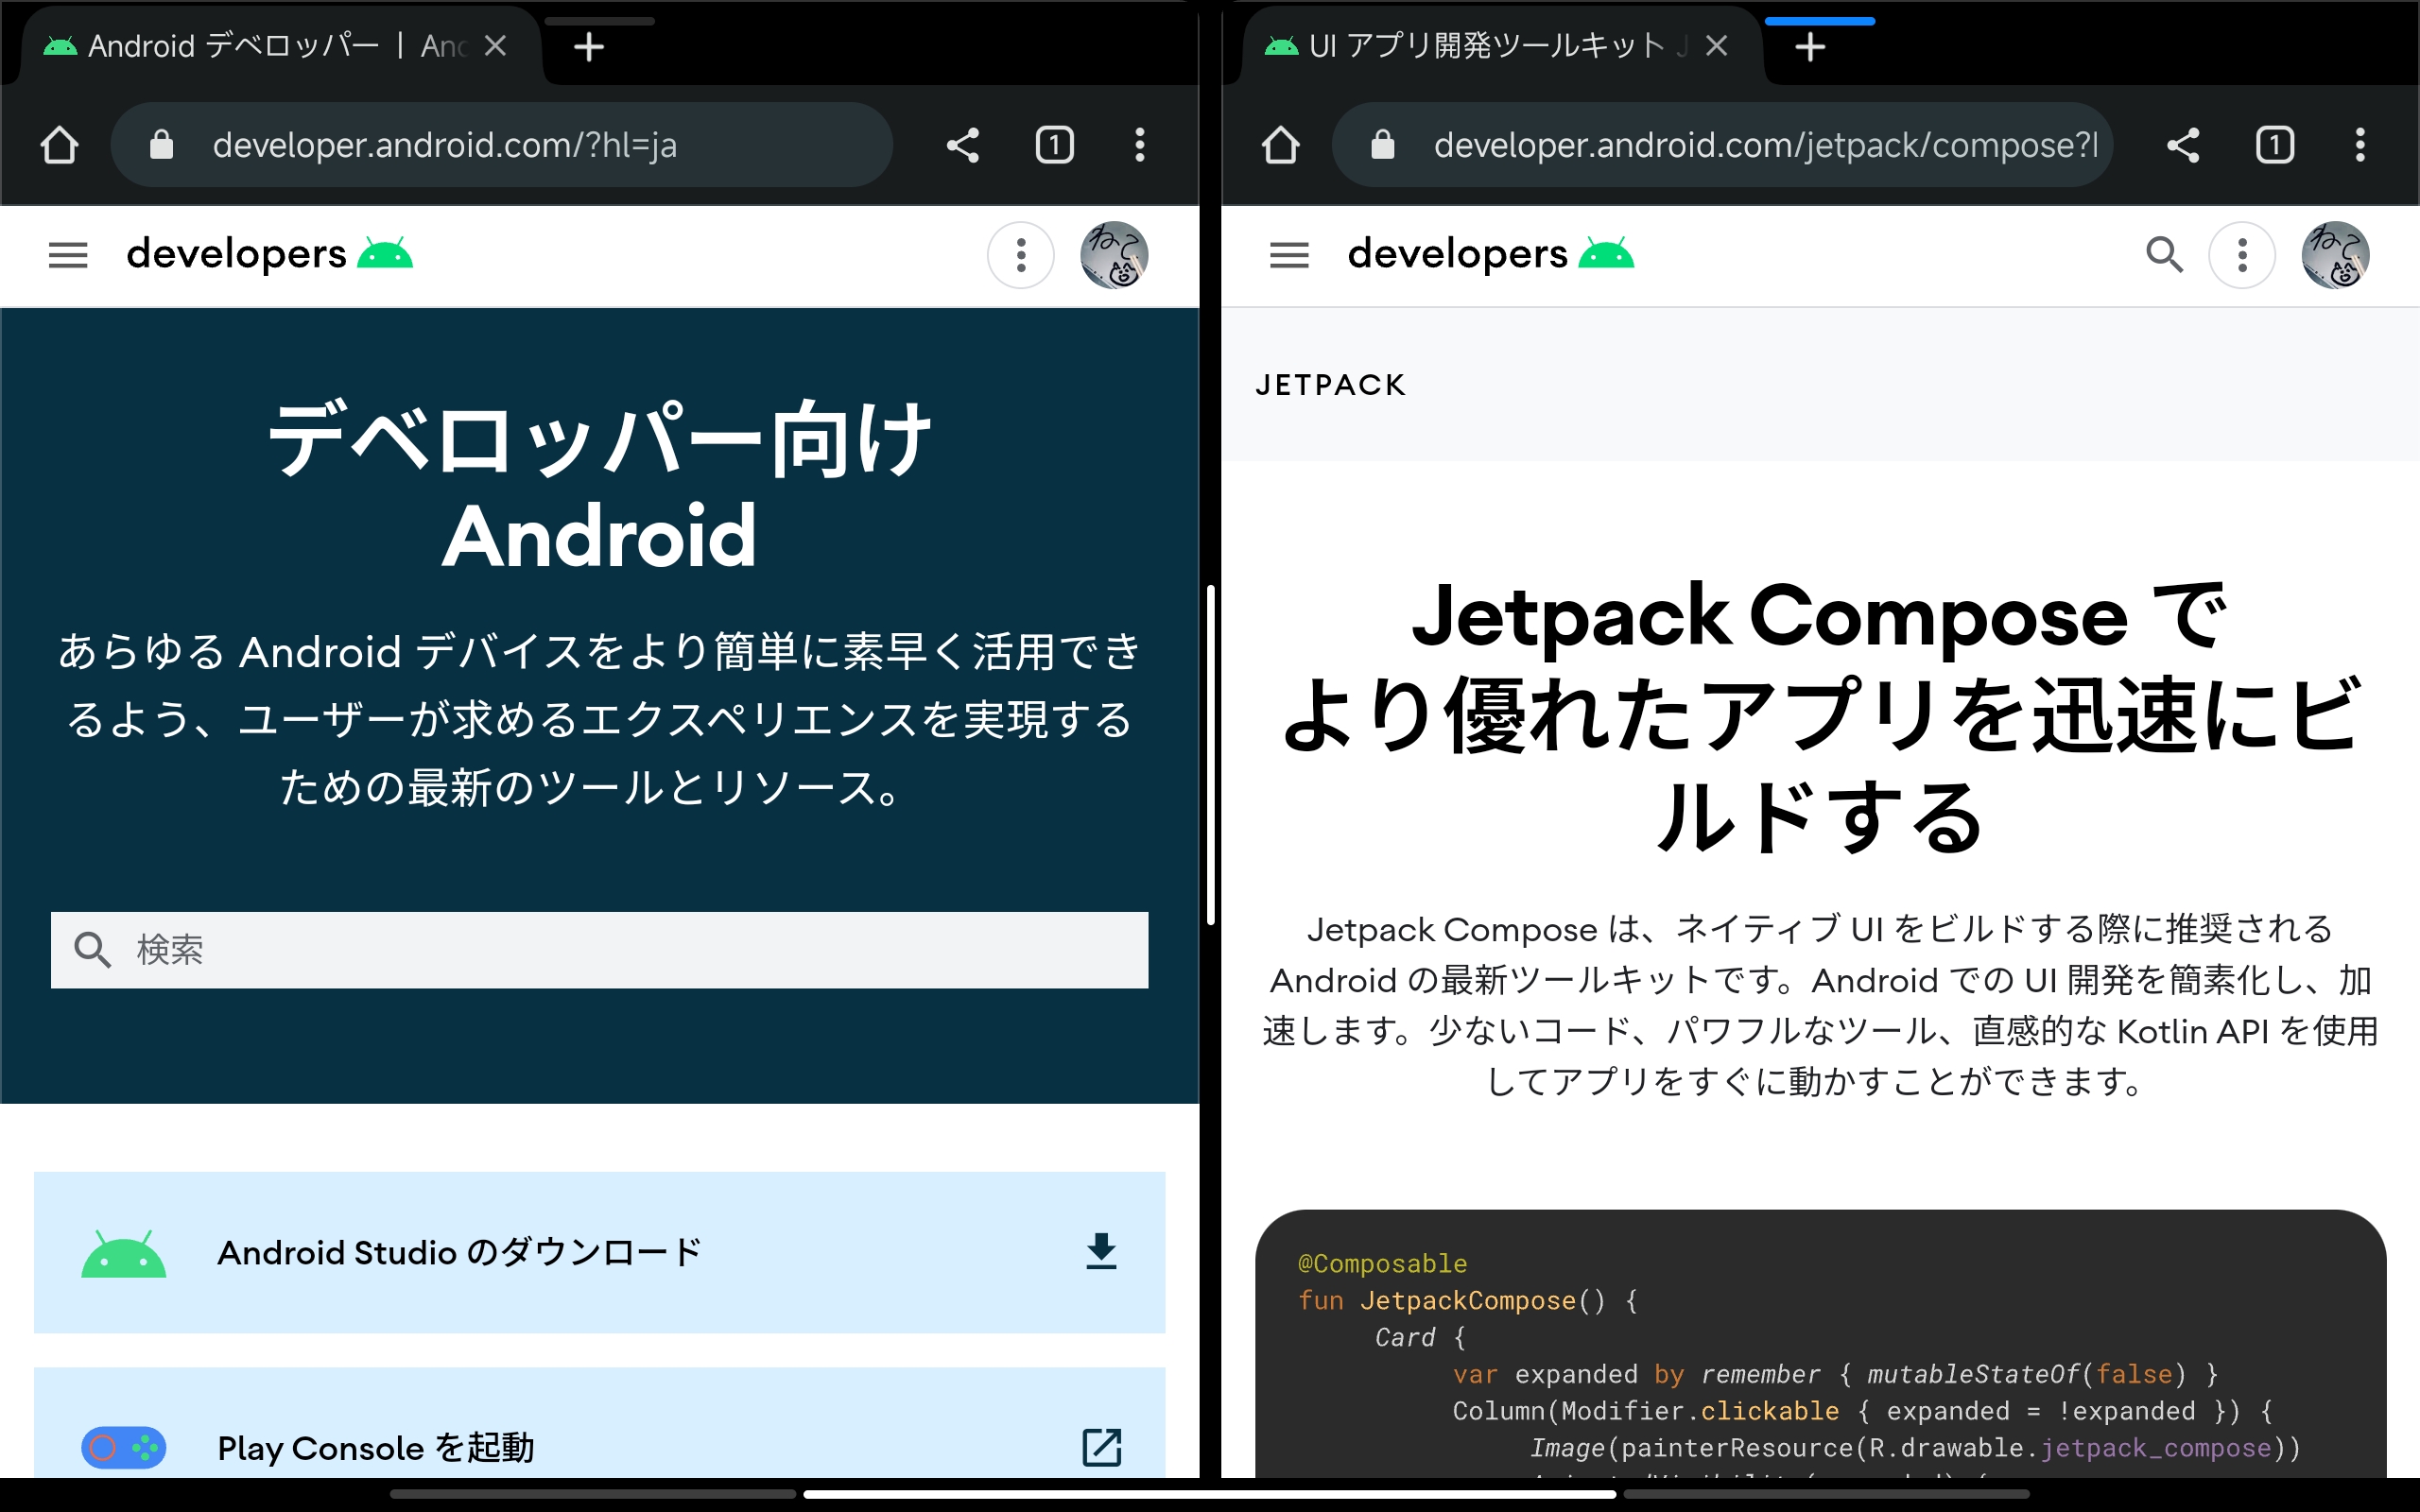 Android デベロッパー | An
developer.android.com/?hl=ja
1
developers
ねこ
デベロッパー向け
Android
あらゆる Android デバイスをより簡単に素早く活用でき
るよう、ユーザーが求めるエクスペリエンスを実現する
ための最新のツールとリソース。
検索
Android Studio のダウンロード
Play Console を起動
UI アプリ開発ツールキット J
developer.android.com/jetpack/compose?
1
developers
ねこ
JETPACK
Jetpack Compose で
より優れたアプリを迅速にビ
ルドする
Jetpack Compose は、ネイティブ UI をビルドする際に推奨される
Android の最新ツールキットです。Android での UI 開発を簡素化し、加
速します。少ないコード、パワフルなツール、直感的な Kotlin API を使用
してアプリをすぐに動かすことができます。
@Composable
fun JetpackCompose() {
Card {
var expanded by remember { mutableStateOf(false) }
Column(Modifier.clickable { expanded = !expanded }) {
Image(painterResource(R.drawable.jetpack_compose))